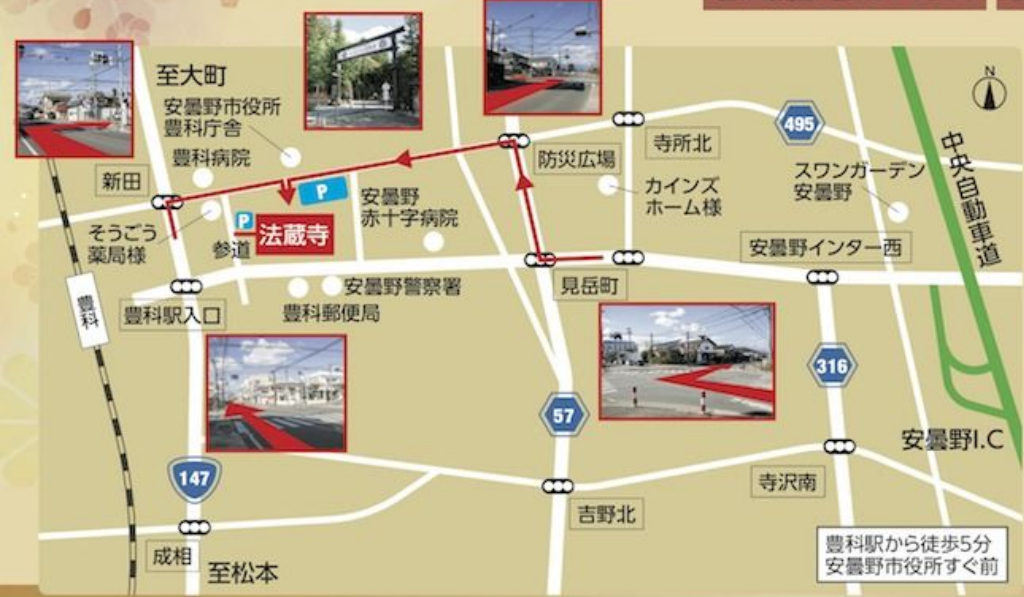 至大町
安曇野市役所
豊科庁舎
豊科病院
新田
そうごう
薬局様
P
P
参道
法蔵寺
安曇野
赤十字病院
防災広場
寺所北
495
カインズ
ホーム様
スワンガーデン
安曇野
N
中央自動車道
安曇野インター西
見岳町
安曇野警察署
豊科郵便局
豊科駅入口
豊科
57
316
147
安曇野I.C
寺沢南
吉野北
成相
至松本
豊科駅から徒歩5分
安曇野市役所すぐ前